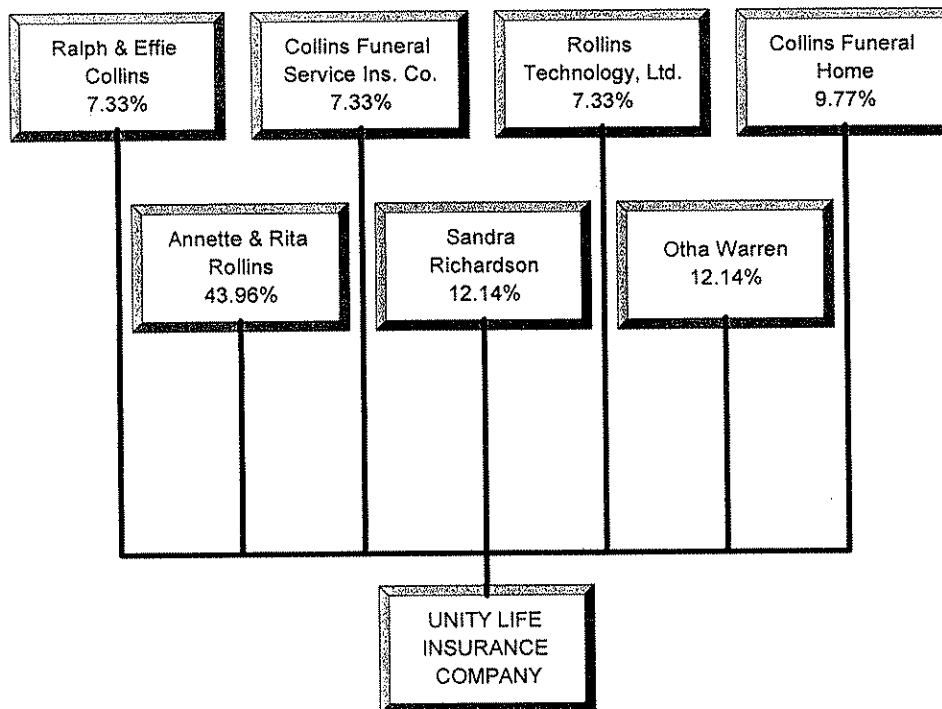 Ralph & Effie
Collins
7.33%
Collins Funeral
Service Ins. Co.
7.33%
Rollins
Technology, Ltd.
7.33%
Collins Funeral
Home
9.77%
Annette & Rita
Rollins
43.96%
Sandra
Richardson
12.14%
Otha Warren
12.14%
UNITY LIFE
INSURANCE
COMPANY